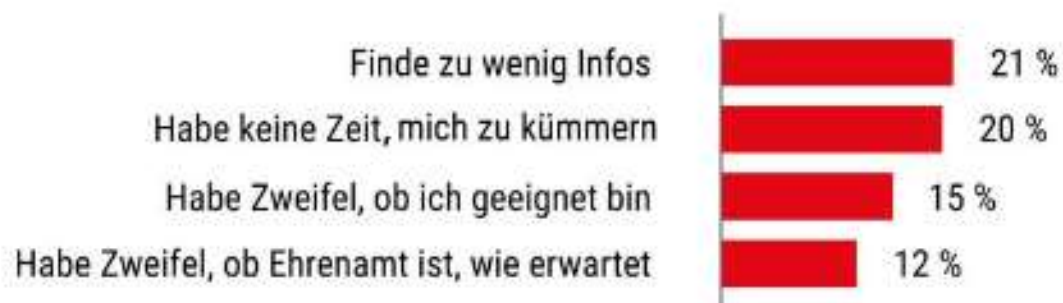 Finde zu wenig Infos 21 %
Habe keine Zeit, mich zu kümmern 20 %
Habe Zweifel, ob ich geeignet bin 15 %
Habe Zweifel, ob Ehrenamt ist, wie erwartet 12 %